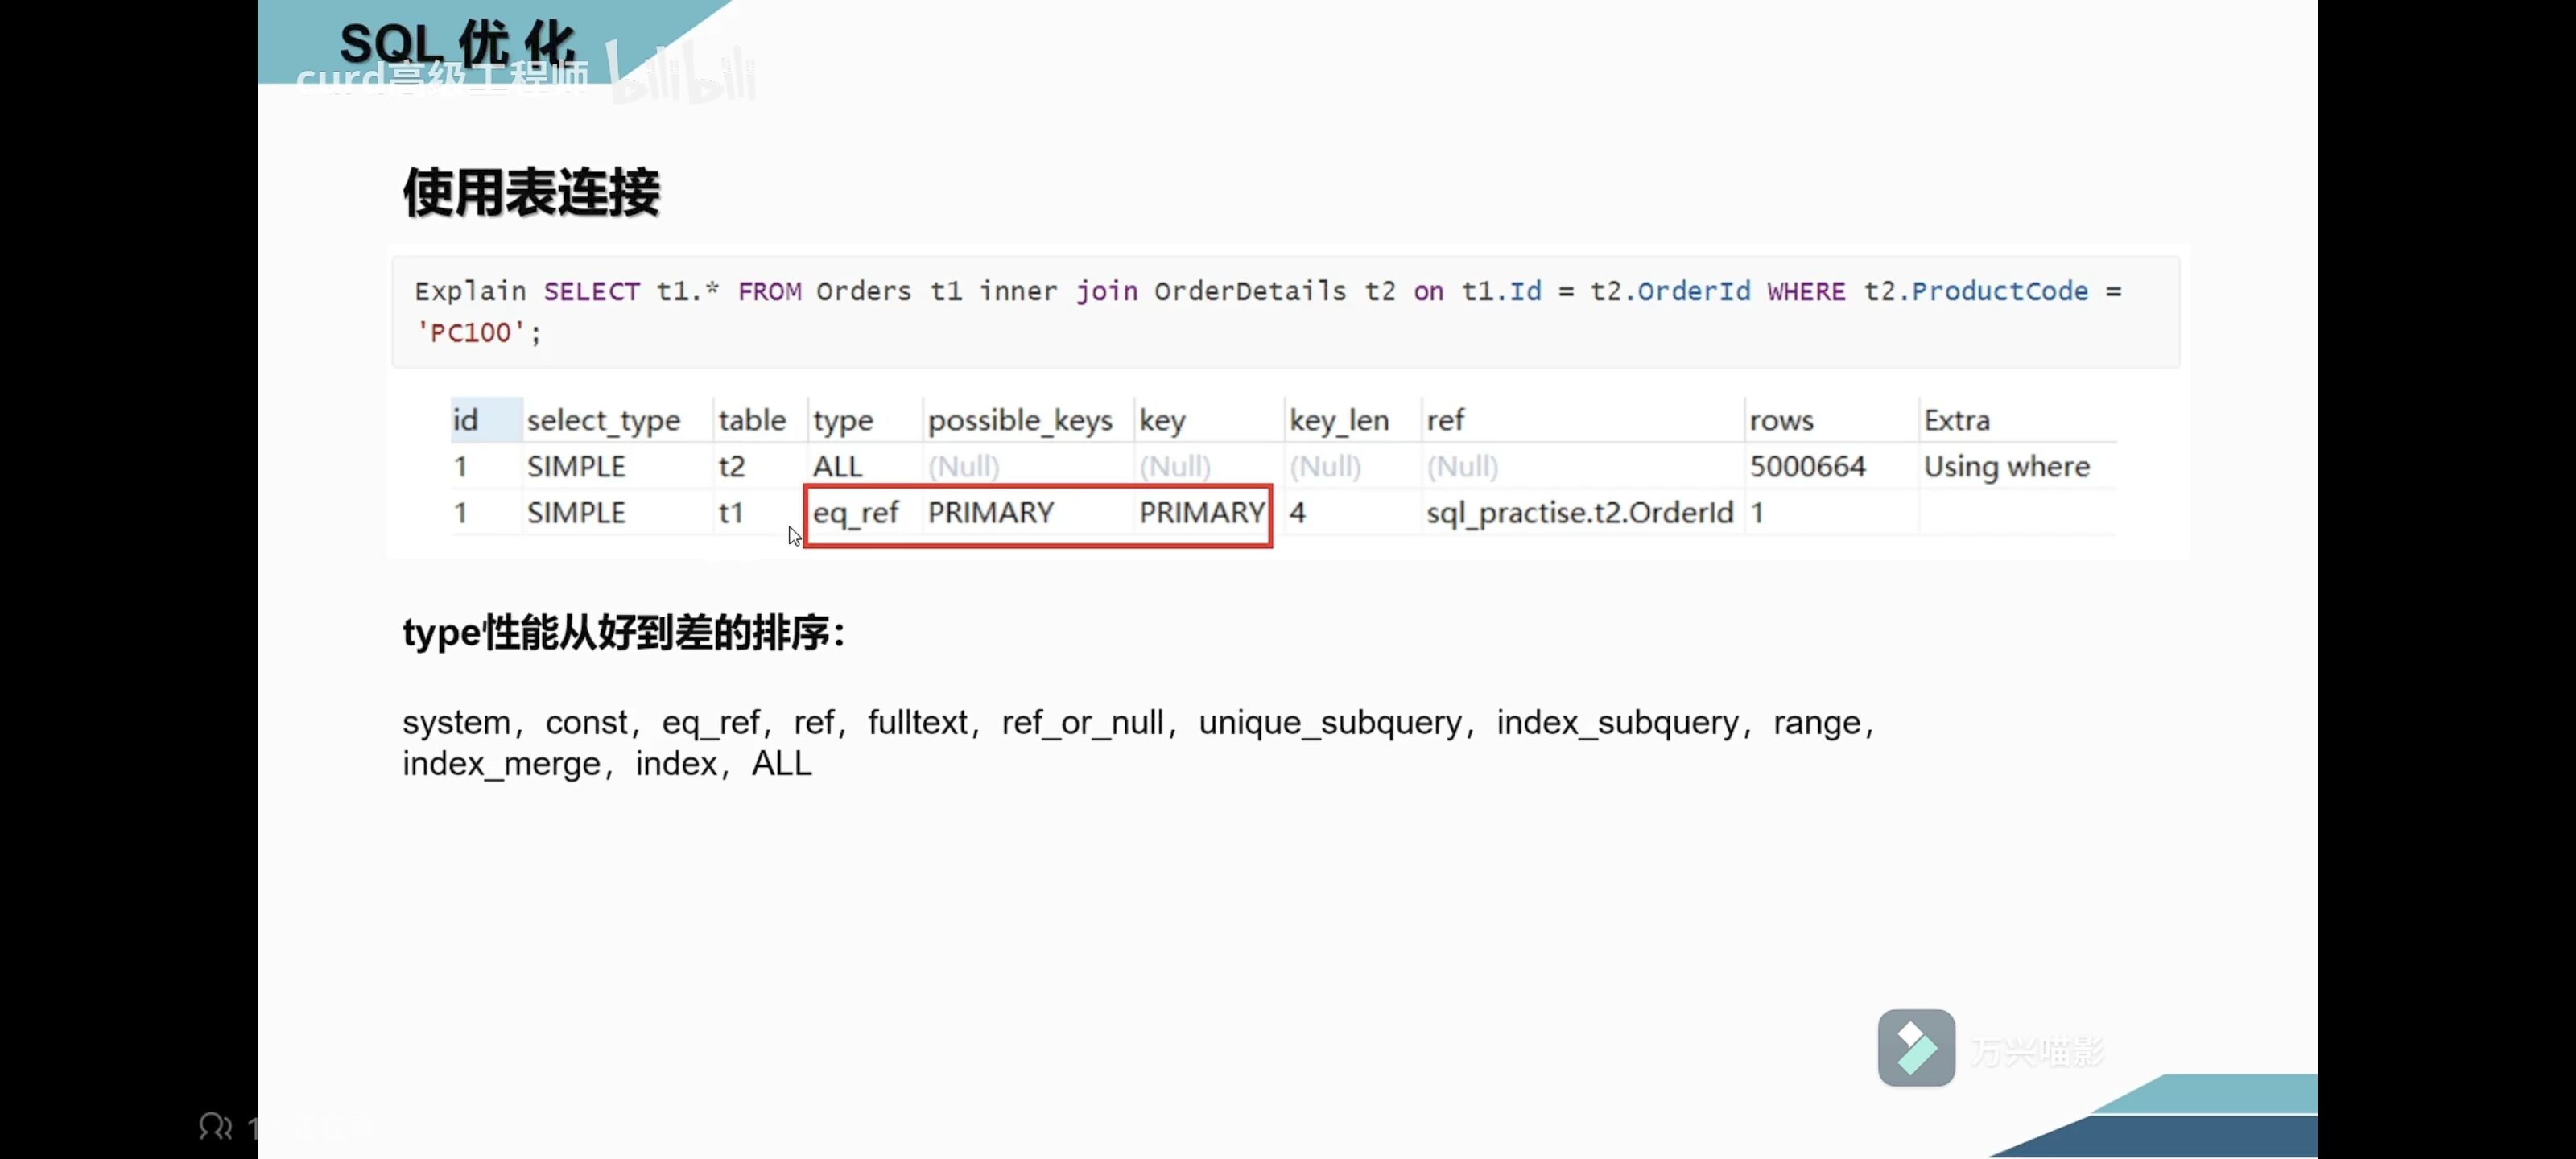 SQL 优 化
curd高级工程师 bilibili
使用表连接
Explain SELECT t1.* FROM Orders t1 inner join OrderDetails t2 on t1.Id = t2.OrderId WHERE t2.ProductCode =
'PC100';
id select_type table type possible_keys key key_len ref rows Extra
1 SIMPLE t2 ALL (Null) (Null) (Null) (Null) 5000664 Using where
1 SIMPLE t1 eq_ref PRIMARY PRIMARY 4 sql_practise.t2.OrderId 1
type性能从好到差的排序：
system，const，eq_ref，ref，fulltext，ref_or_null，unique_subquery，index_subquery，range，
index_merge，index，ALL
万兴喵影